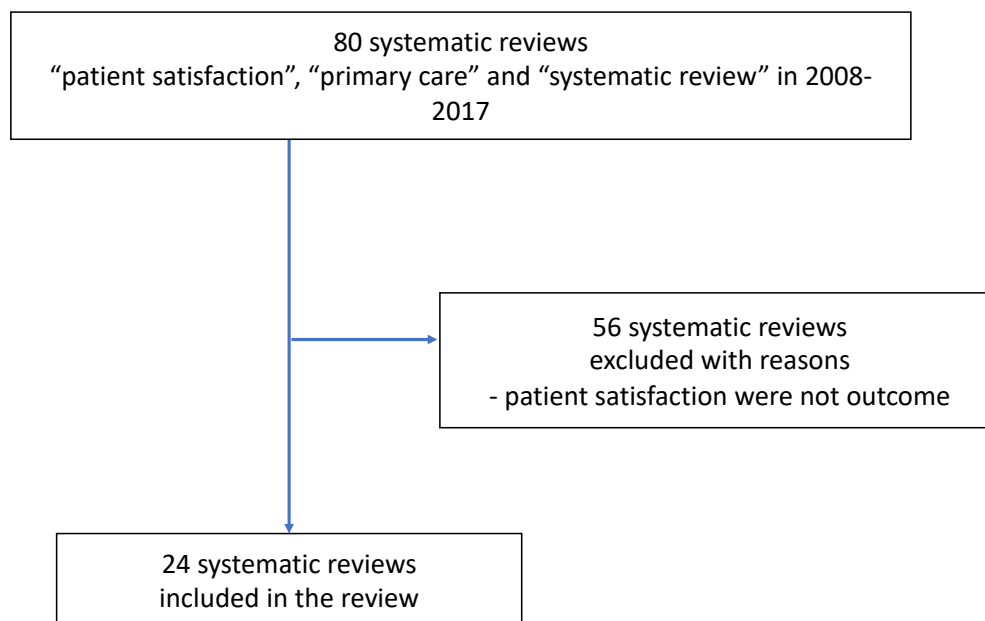 80 systematic reviews
“patient satisfaction”, “primary care” and “systematic review” in 2008-
2017
56 systematic reviews
excluded with reasons
- patient satisfaction were not outcome
24 systematic reviews
included in the review